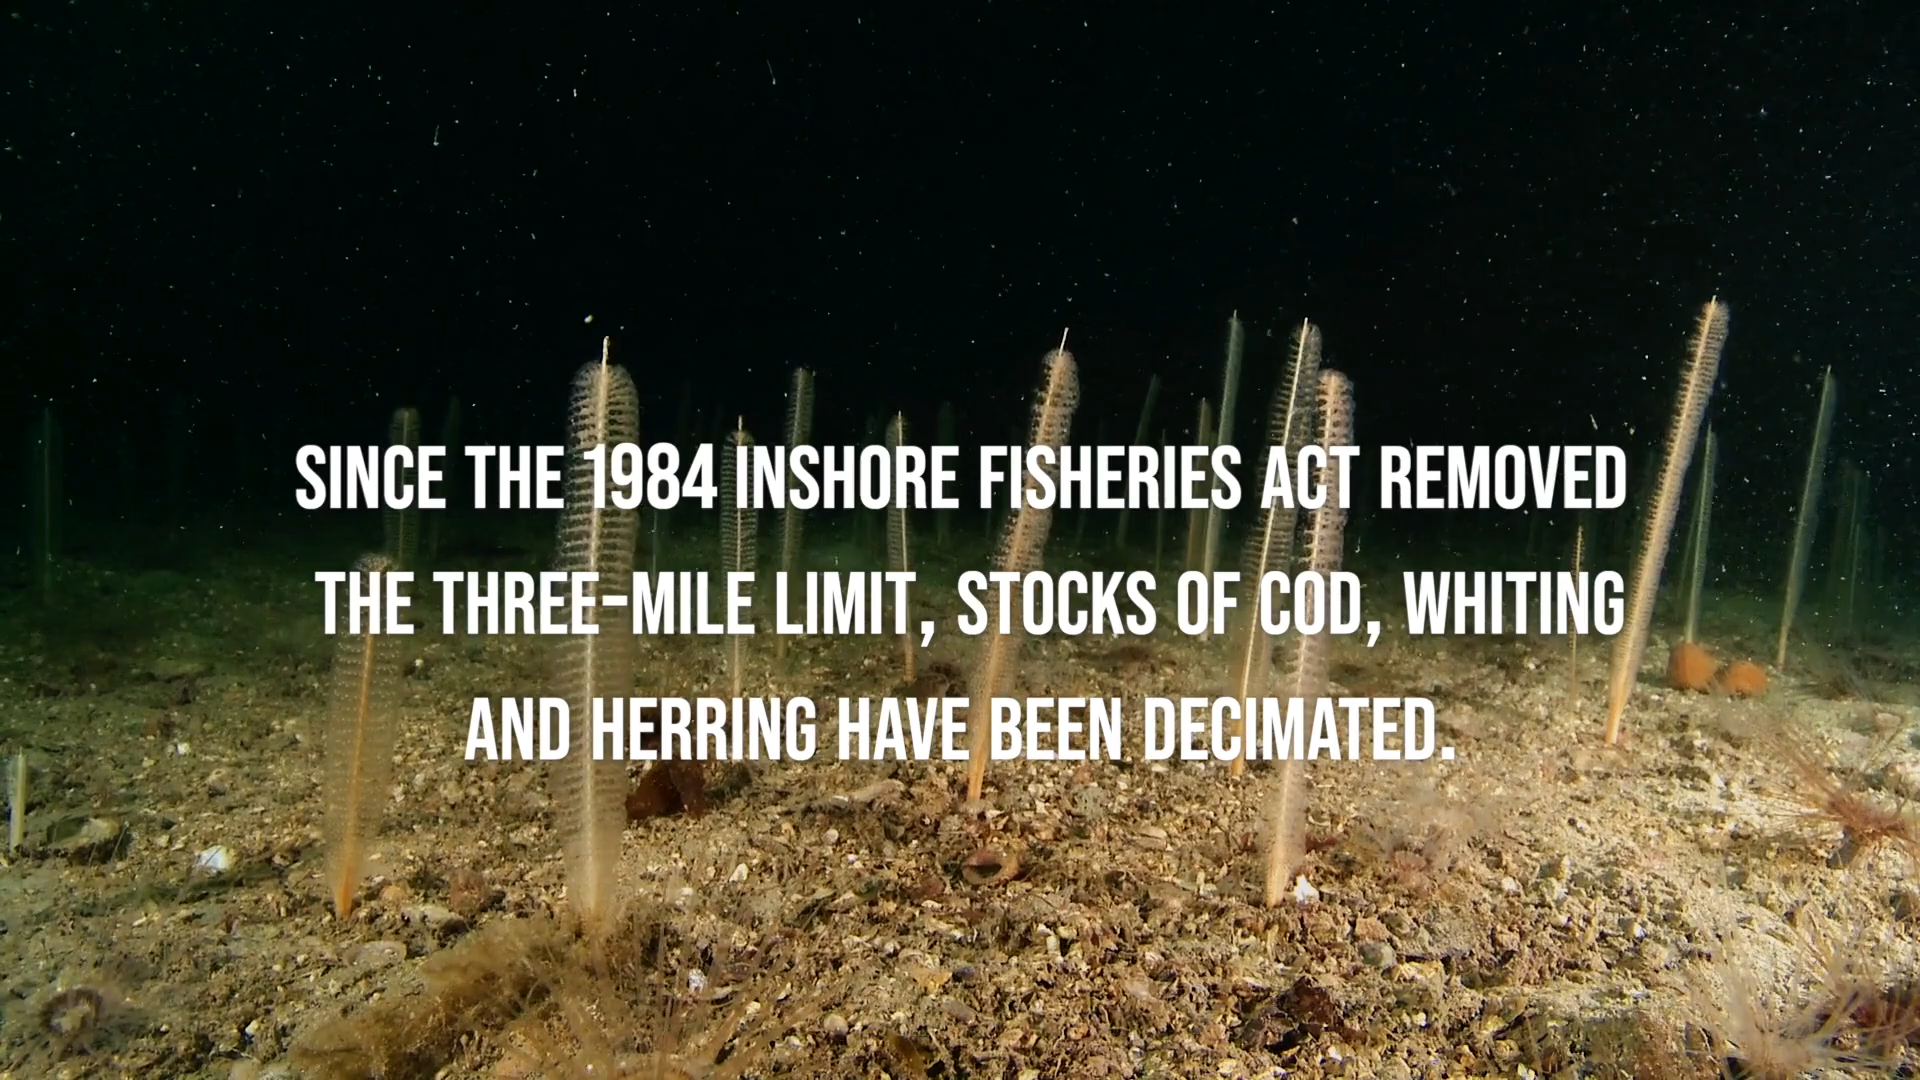 SINCE THE 1984 INSHORE FISHERIES ACT REMOVED
THE THREE-MILE LIMIT, STOCKS OF COD, WHITING
AND HERRING HAVE BEEN DECIMATED.